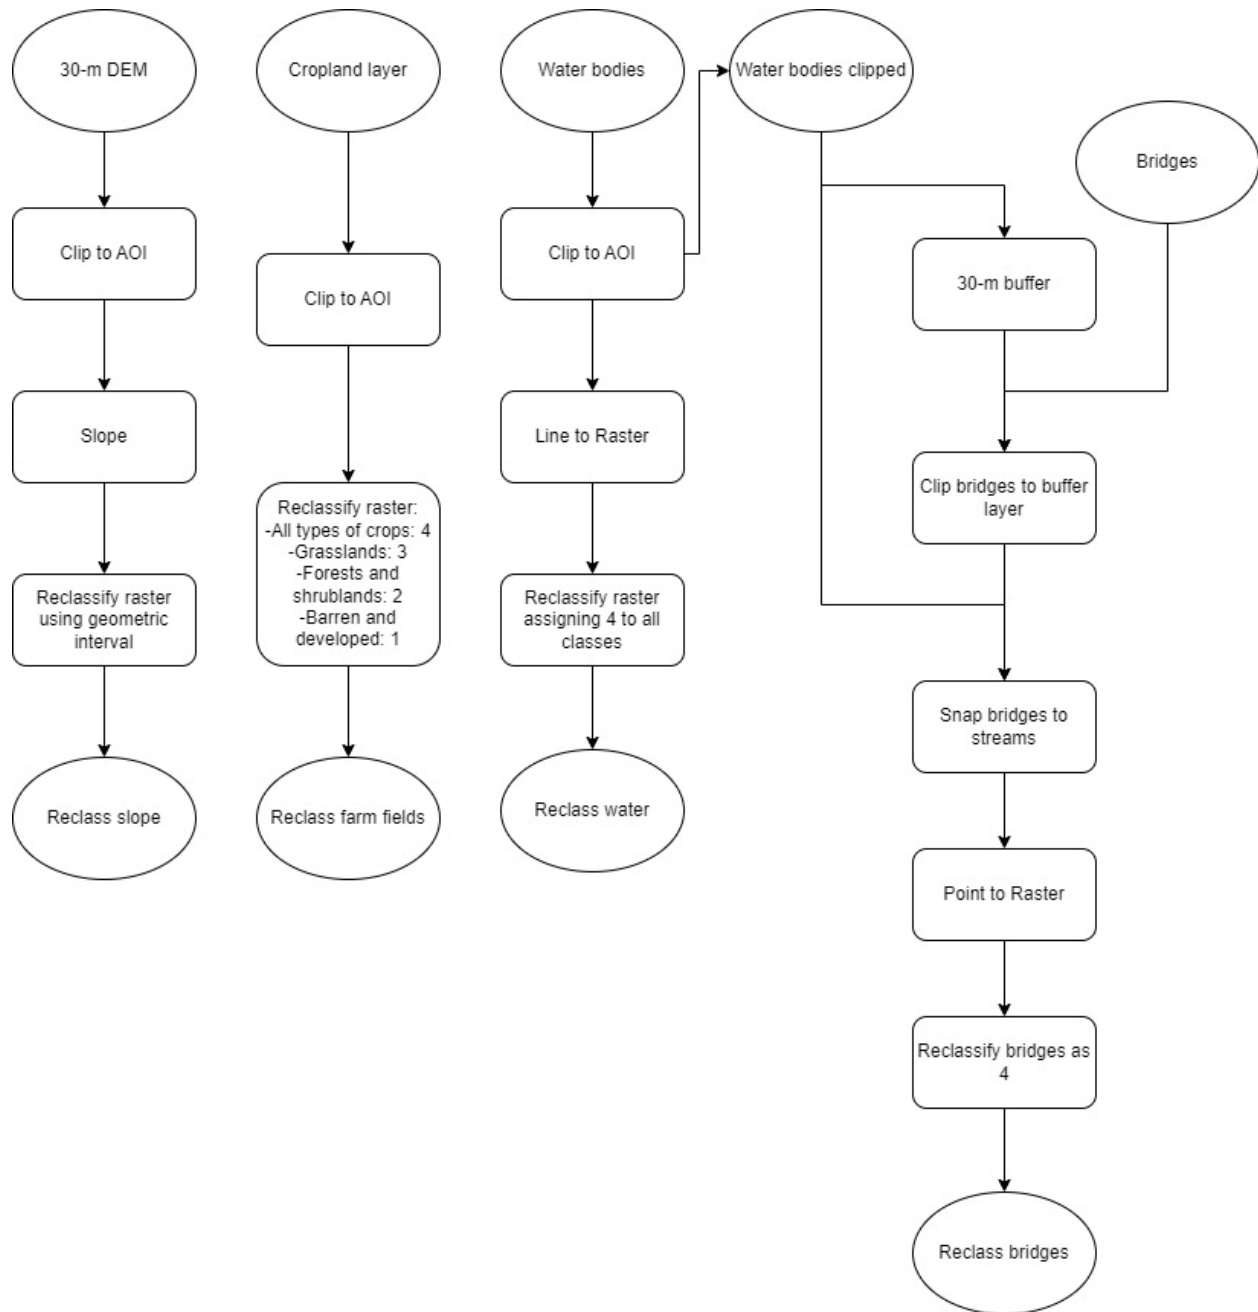 30-m DEM
Clip to AOI
Slope
Reclassify raster
using geometric
interval
Reclass slope
Cropland layer
Clip to AOI
Reclassify raster:
-All types of crops: 4
-Grasslands: 3
-Forests and
shrublands: 2
-Barren and
developed: 1
Reclass farm fields
Water bodies
Clip to AOI
Line to Raster
Reclassify raster
assigning 4 to all
classes
Reclass water
Water bodies clipped
Bridges
30-m buffer
Clip bridges to buffer
layer
Snap bridges to
streams
Point to Raster
Reclassify bridges as
4
Reclass bridges